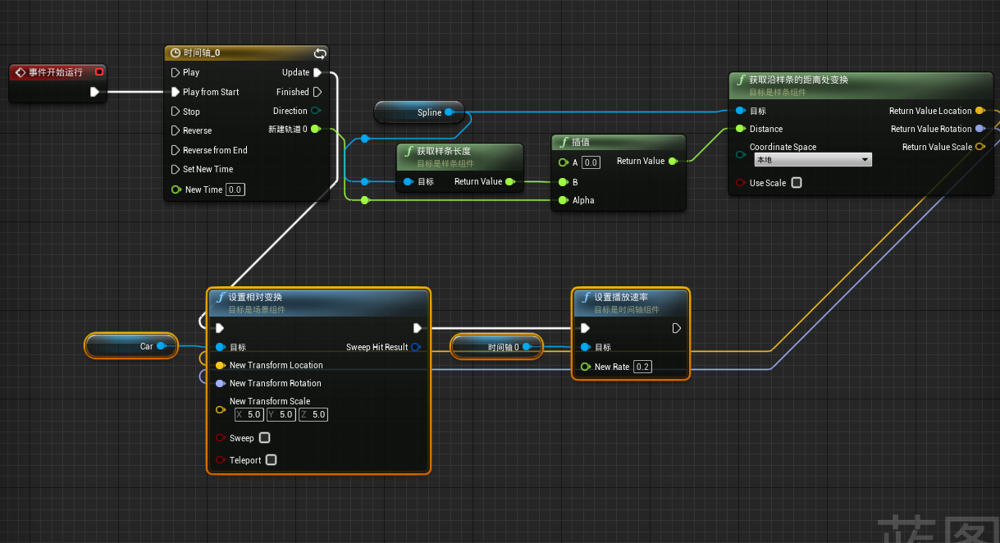 事件开始运行
时间轴_0
Play
Update
Play from Start
Finished
Stop
Direction
Reverse
新建轨道 0
Reverse from End
Set New Time
New Time 0.0
Spline
获取样条长度
目标是样条组件
目标
Return Value
插值
A 0.0
Return Value
B
Alpha
获取沿样条的距离处变换
目标是样条组件
目标
Return Value Location
Distance
Return Value Rotation
Coordinate Space
Return Value Scale
本地
Use Scale
Car
设置相对变换
目标是场景组件
目标
Sweep Hit Result
New Transform Location
New Transform Rotation
New Transform Scale
X 5.0 Y 5.0 Z 5.0
Sweep
Teleport
时间轴 0
设置播放速率
目标是时间轴组件
目标
New Rate 0.2
蓝图